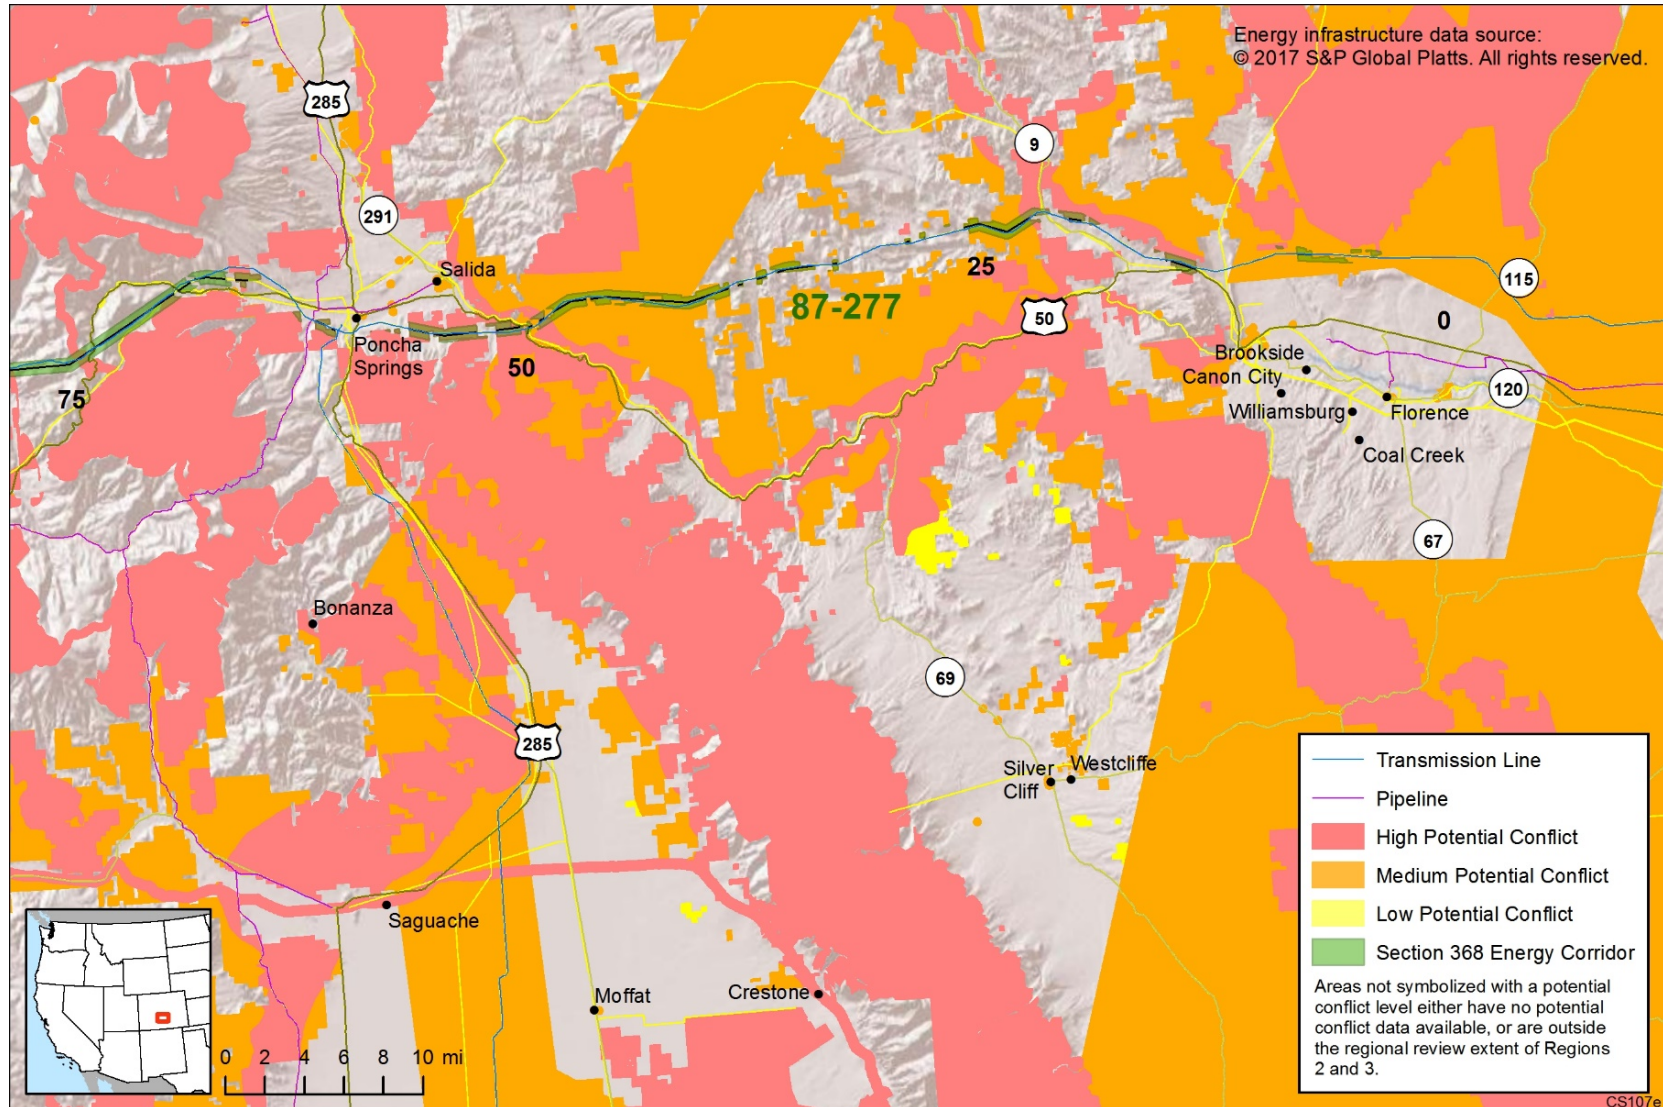 Energy infrastructure data source:
© 2017 S&P Global Platts. All rights reserved.
285
9
291
Salida
25
115
87-277
50
0
Poncha
Springs
50
Brookside
75
Canon City
120
Williamsburg
Florence
Coal Creek
67
Bonanza
69
285
Silver
Cliff
Westcliffe
Saguache
Moffat
Crestone
0 2 4 6 8 10 mi
Transmission Line
Pipeline
High Potential Conflict
Medium Potential Conflict
Low Potential Conflict
Section 368 Energy Corridor
Areas not symbolized with a potential
conflict level either have no potential
conflict data available, or are outside
the regional review extent of Regions
2 and 3.
CS107e